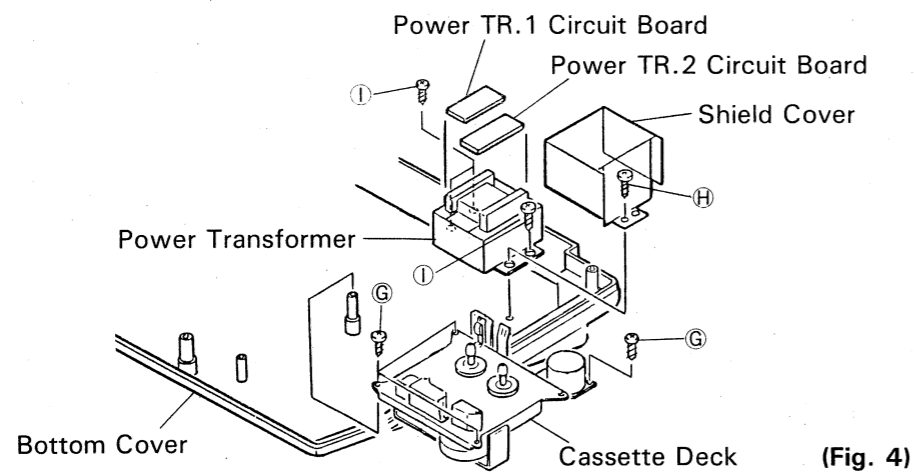 Power TR.1 Circuit Board
Power TR.2 Circuit Board
Ⓘ
Shield Cover
Ⓗ
Power Transformer
Ⓘ
Ⓖ
Ⓖ
Bottom Cover
Cassette Deck
(Fig. 4)